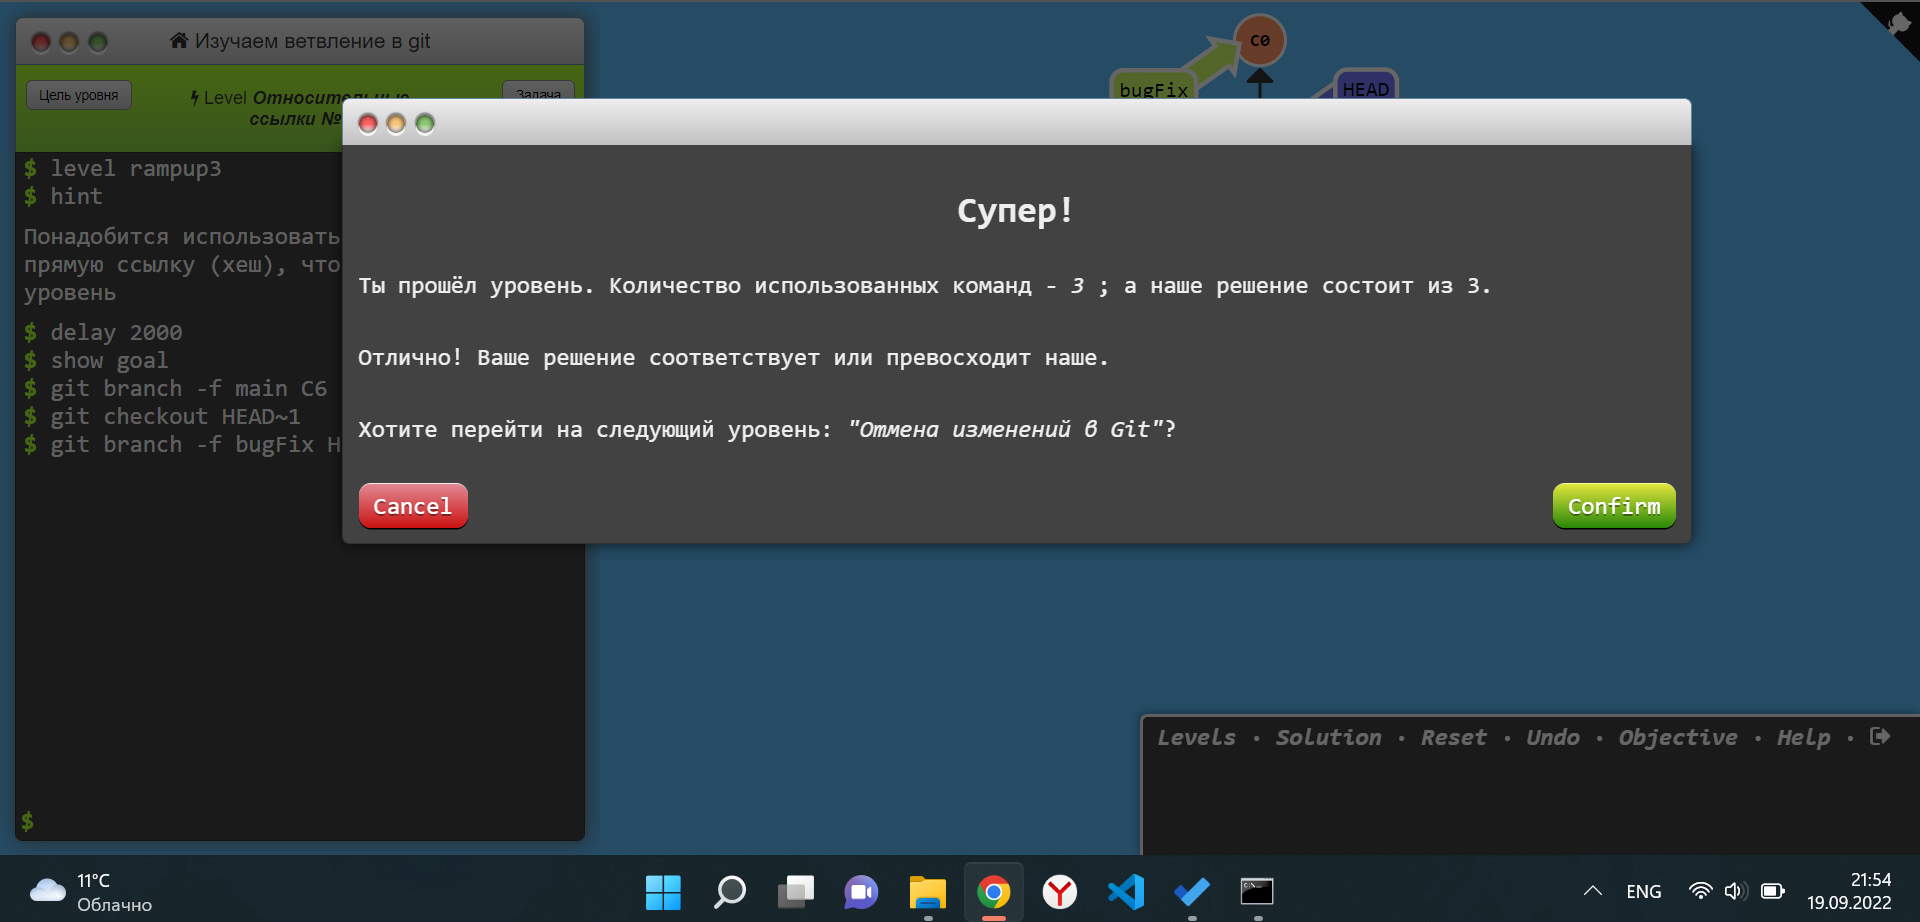 Изучаем ветвление в git
Цель уровня
Level Относительные
ссылки №
Задача
$ level rampup3
$ hint
Понадобится использовать
прямую ссылку (хеш), что
уровень
$ delay 2000
$ show goal
$ git branch -f main C6
$ git checkout HEAD~1
$ git branch -f bugFix H
$
C0
bugFix
HEAD
Супер!
Ты прошёл уровень. Количество использованных команд - 3 ; а наше решение состоит из 3.
Отлично! Ваше решение соответствует или превосходит наше.
Хотите перейти на следующий уровень: "Отмена изменений в Git"?
Cancel
Confirm
Levels · Solution · Reset · Undo · Objective · Help ·
11°C
Облачно
ENG
21:54
19.09.2022